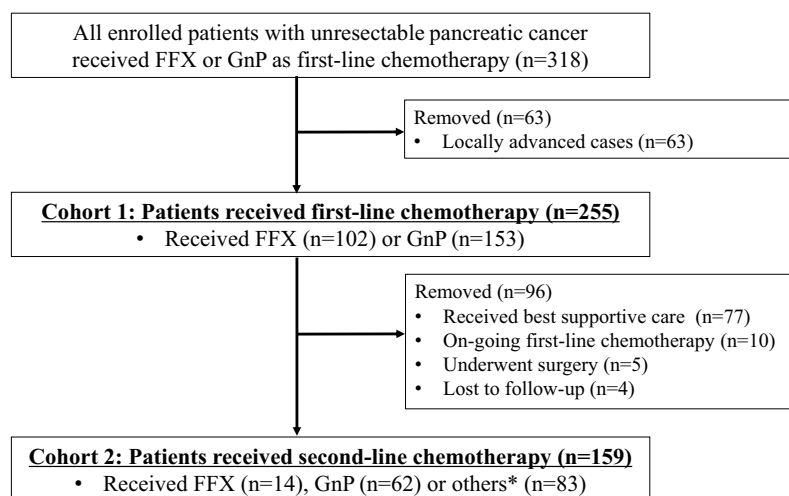 All enrolled patients with unresectable pancreatic cancer
received FFX or GnP as first-line chemotherapy (n=318)
Removed (n=63)
• Locally advanced cases (n=63)
Cohort 1: Patients received first-line chemotherapy (n=255)
• Received FFX (n=102) or GnP (n=153)
Removed (n=96)
• Received best supportive care (n=77)
• On-going first-line chemotherapy (n=10)
• Underwent surgery (n=5)
• Lost to follow-up (n=4)
Cohort 2: Patients received second-line chemotherapy (n=159)
• Received FFX (n=14), GnP (n=62) or others* (n=83)